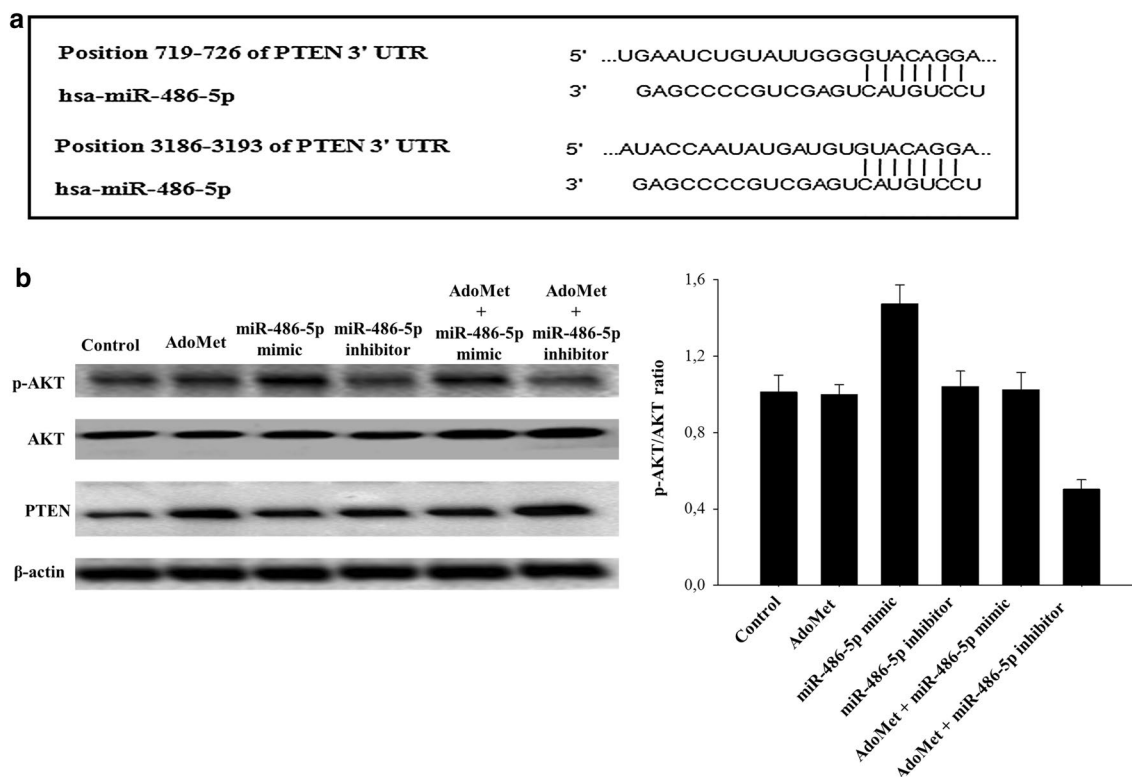 a
Position 719-726 of PTEN 3' UTR
5' ...UGAAUCUGUAUUGGGGUACAGGA...
hsa-miR-486-5p
3' GAGCCCCGUCGAGUCAUGUCCU
Position 3186-3193 of PTEN 3' UTR
5' ...AUACCAAUAUGAUGUGUACAGGA...
hsa-miR-486-5p
3' GAGCCCCGUCGAGUCAUGUCCU
b
Control
AdoMet
miR-486-5p
mimic
miR-486-5p
inhibitor
AdoMet
+
miR-486-5p
mimic
AdoMet
+
miR-486-5p
inhibitor
p-AKT
AKT
PTEN
β-actin
p-AKT/AKT ratio
1,6
1,2
0,8
0,4
0,0
Control
AdoMet
miR-486-5p mimic
miR-486-5p inhibitor
AdoMet + miR-486-5p mimic
AdoMet + miR-486-5p inhibitor